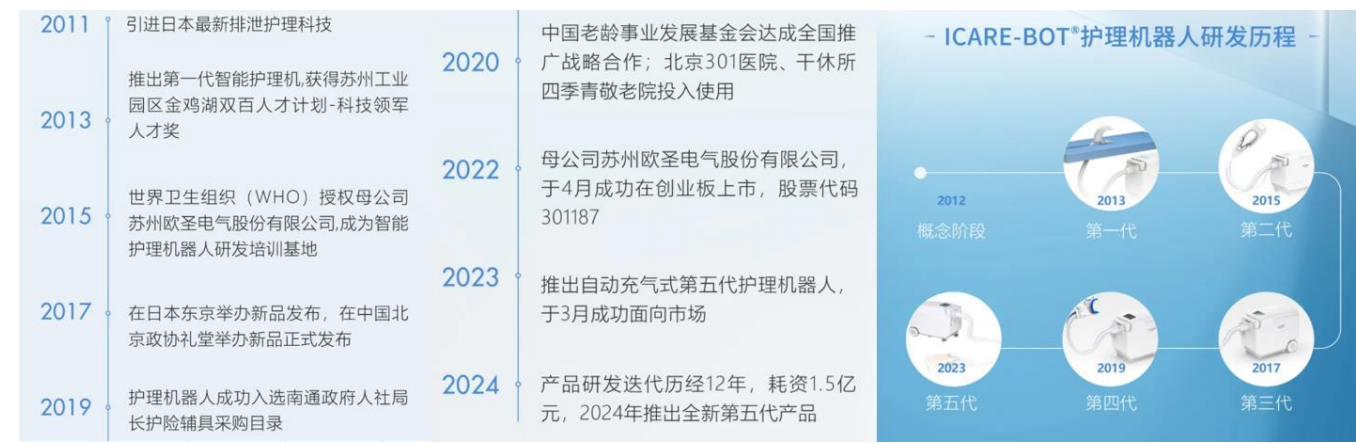 2011
引进日本最新排泄护理科技
2013
推出第一代智能护理机,获得苏州工业
园区金鸡湖双百人才计划-科技领军
人才奖
2015
世界卫生组织（WHO）授权母公司
苏州欧圣电气股份有限公司,成为智能
护理机器人研发培训基地
2017
在日本东京举办新品发布，在中国北
京政协礼堂举办新品正式发布
2019
护理机器人成功入选南通政府人社局
长护险辅具采购目录
2020
中国老龄事业发展基金会达成全国推
广战略合作；北京301医院、干休所
四季青敬老院投入使用
2022
母公司苏州欧圣电气股份有限公司，
于4月成功在创业板上市，股票代码
301187
2023
推出自动充气式第五代护理机器人，
于3月成功面向市场
2024
产品研发迭代历经12年，耗资1.5亿
元，2024年推出全新第五代产品
ICARE-BOT®护理机器人研发历程
2012
概念阶段
2013
第一代
2015
第二代
2023
第五代
2019
第四代
2017
第三代